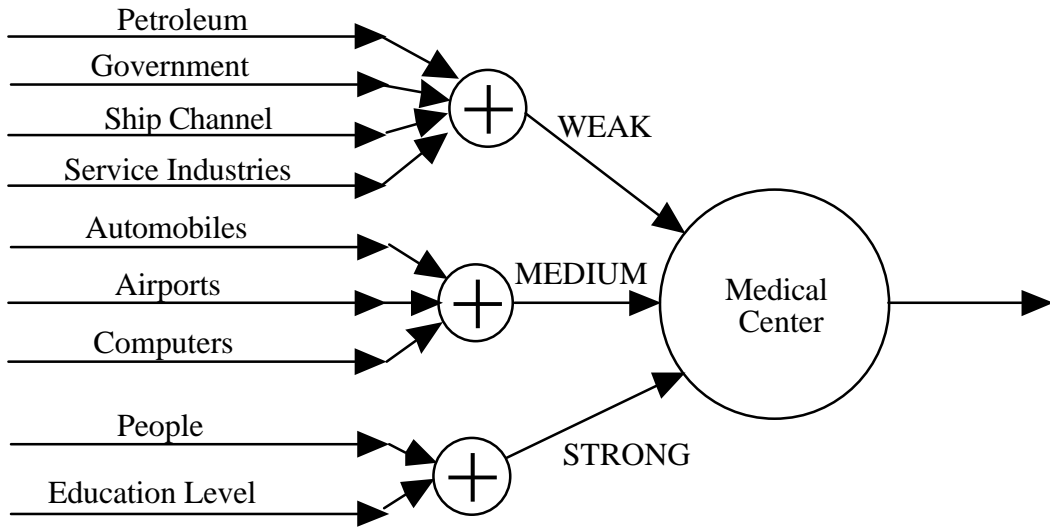 Petroleum
Government
Ship Channel
Service Industries
WEAK
Automobiles
Airports
Computers
MEDIUM
Medical
Center
People
Education Level
STRONG